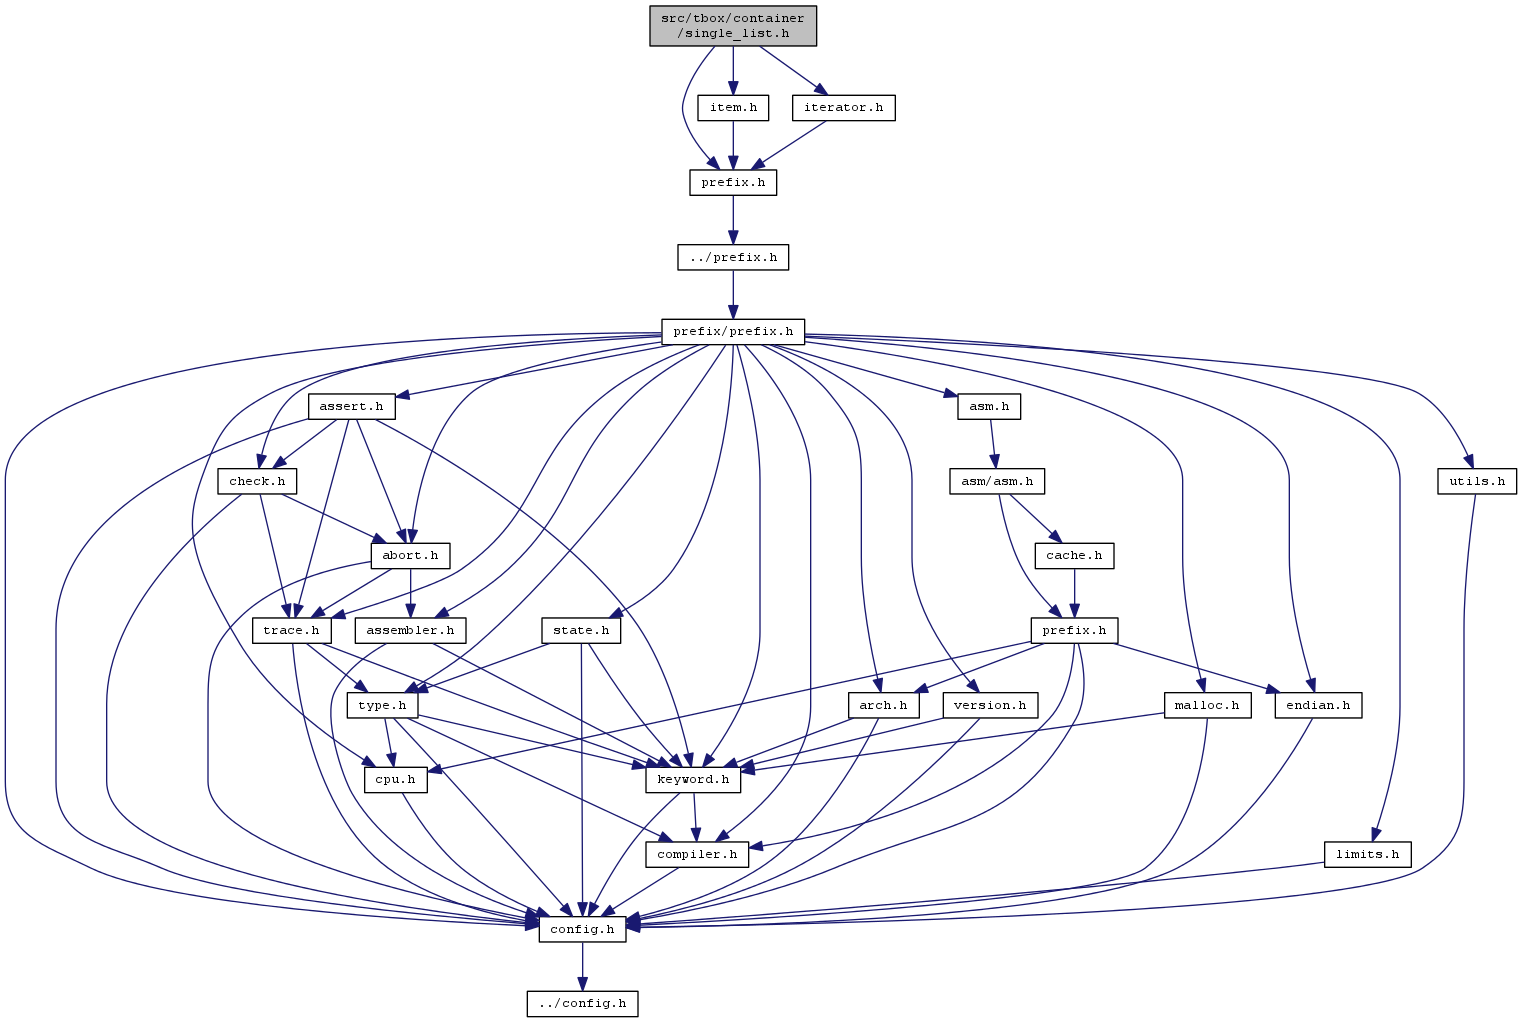 src/tbox/container
/single_list.h
item.h
iterator.h
prefix.h
../prefix.h
prefix/prefix.h
assert.h
asm.h
check.h
asm/asm.h
utils.h
abort.h
cache.h
trace.h
assembler.h
state.h
prefix.h
type.h
arch.h
version.h
malloc.h
endian.h
cpu.h
keyword.h
compiler.h
limits.h
config.h
../config.h